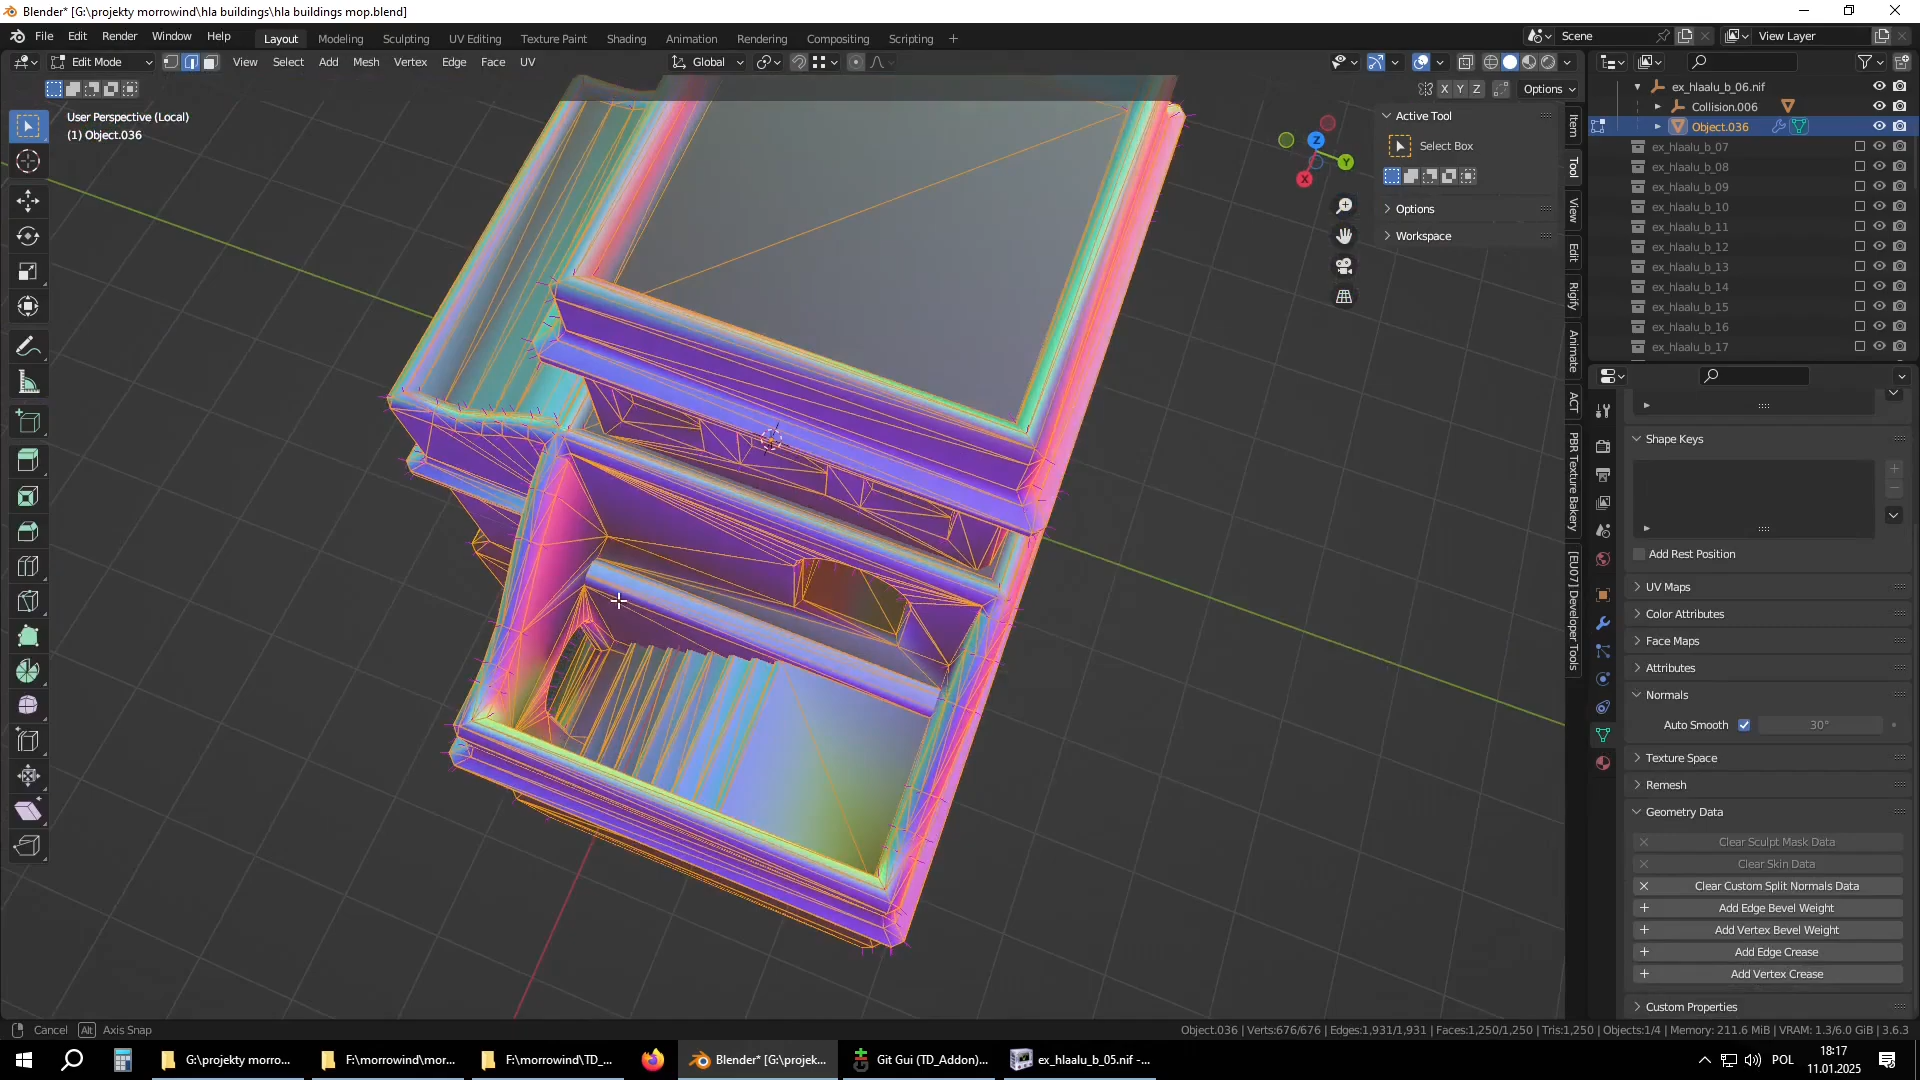 Blender* [G:\projekty morrowind\hla buildings\hla buildings mop.blend]
File Edit Render Window Help
Layout Modeling Sculpting UV Editing Texture Paint Shading Animation Rendering Compositing Scripting
Scene
View Layer
Edit Mode
View Select Add Mesh Vertex Edge Face UV
Global
X Y Z
Options
User Perspective (Local)
(1) Object.036
Z
Y
X
Active Tool
Select Box
Options
Workspace
Item
Tool
View
Edit
Rigify
Animate
ACT
PBR Texture Bakery
[EU07] Developer Tools
ex_hlaalu_b_06.nif
Collision.006
Object.036
ex_hlaalu_b_07
ex_hlaalu_b_08
ex_hlaalu_b_09
ex_hlaalu_b_10
ex_hlaalu_b_11
ex_hlaalu_b_12
ex_hlaalu_b_13
ex_hlaalu_b_14
ex_hlaalu_b_15
ex_hlaalu_b_16
ex_hlaalu_b_17
Shape Keys
Add Rest Position
UV Maps
Color Attributes
Face Maps
Attributes
Normals
Auto Smooth
30°
Texture Space
Remesh
Geometry Data
Clear Sculpt Mask Data
Clear Skin Data
Clear Custom Split Normals Data
Add Edge Bevel Weight
Add Vertex Bevel Weight
Add Edge Crease
Add Vertex Crease
Custom Properties
Cancel
Alt Axis Snap
Object.036 | Verts:676/676 | Edges:1,931/1,931 | Faces:1,250/1,250 | Tris:1,250 | Objects:1/4 | Memory: 211.6 MiB | VRAM: 1.3/6.0 GiB | 3.6.3
G:\projekty morro...
F:\morrowind\mor...
F:\morrowind\TD_...
Blender* [G:\projek...
Git Gui (TD_Addon)...
ex_hlaalu_b_05.nif -...
POL
18:17
11.01.2025